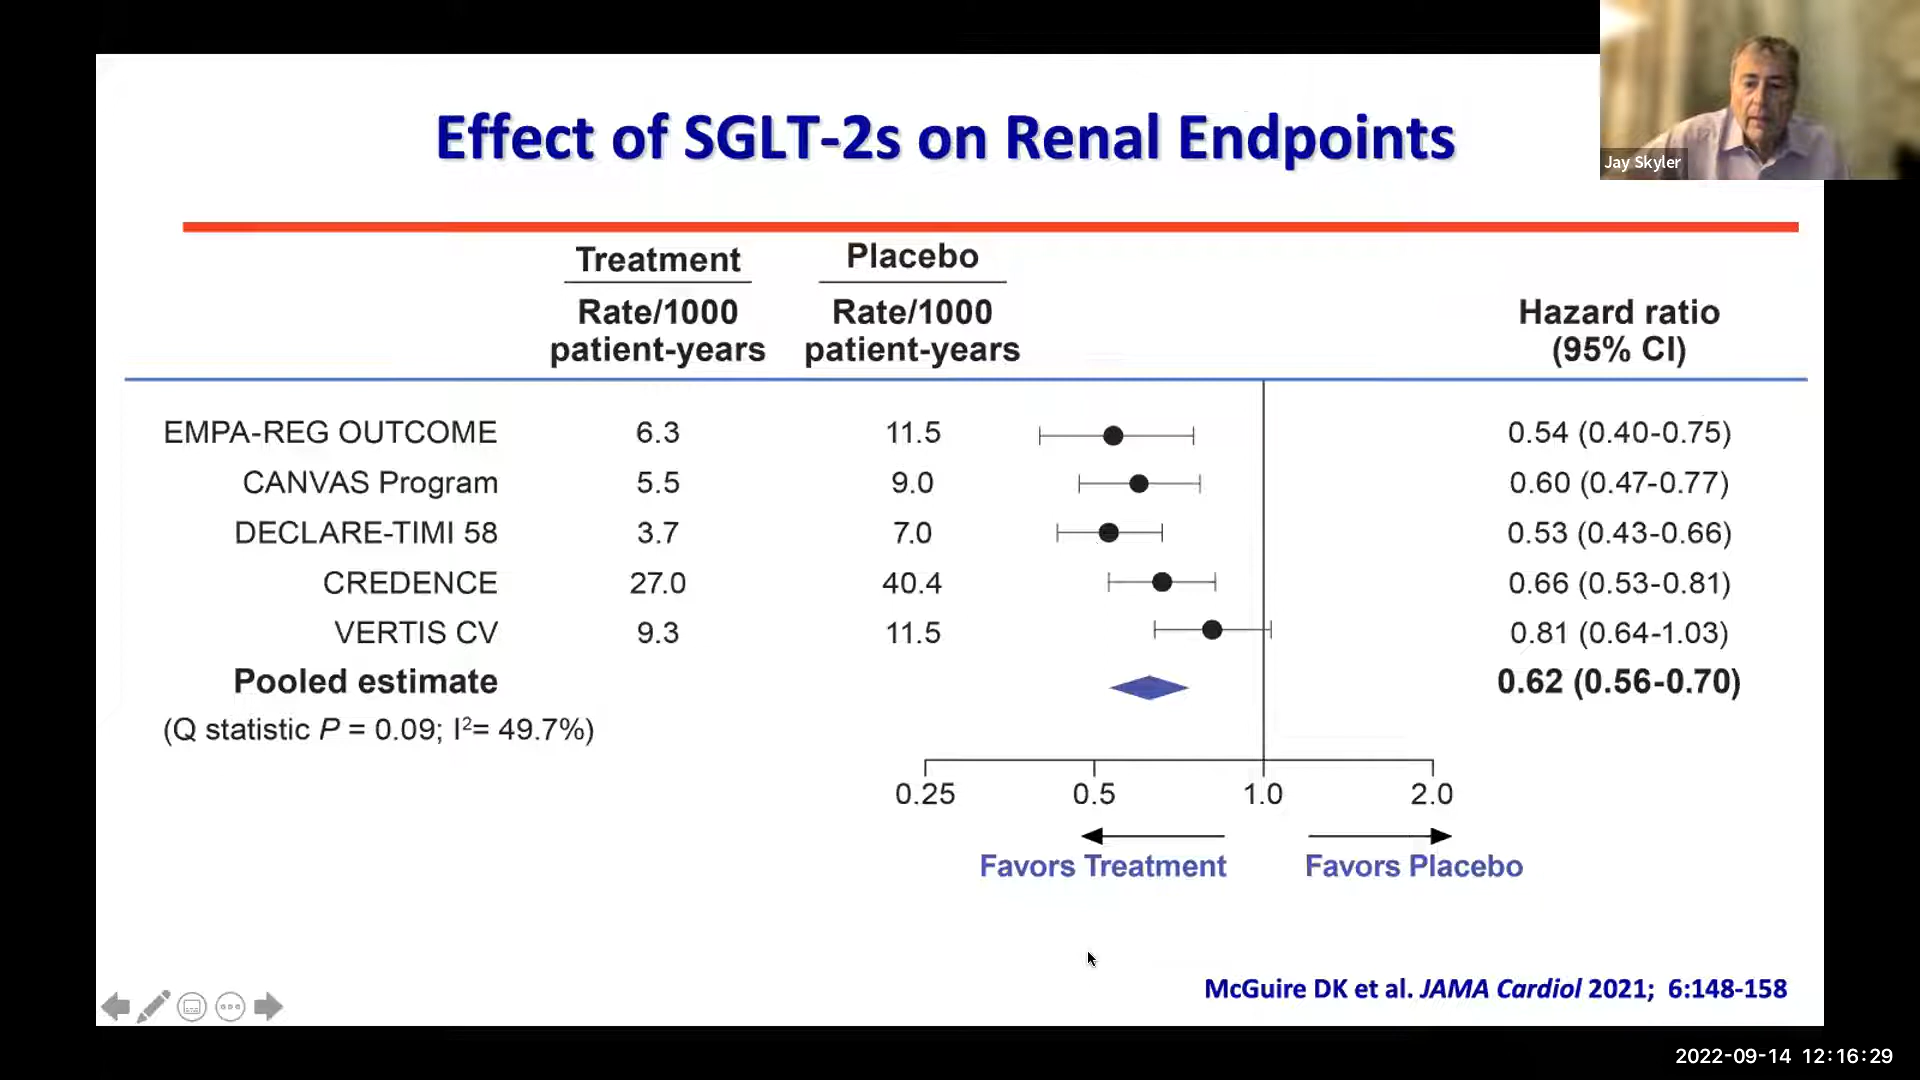 Jay Skyler
Effect of SGLT-2s on Renal Endpoints
Treatment Placebo
Rate/1000 patient-years Rate/1000 patient-years Hazard ratio (95% CI)
EMPA-REG OUTCOME 6.3 11.5 0.54 (0.40-0.75)
CANVAS Program 5.5 9.0 0.60 (0.47-0.77)
DECLARE-TIMI 58 3.7 7.0 0.53 (0.43-0.66)
CREDENCE 27.0 40.4 0.66 (0.53-0.81)
VERTIS CV 9.3 11.5 0.81 (0.64-1.03)
Pooled estimate 0.62 (0.56-0.70)
(Q statistic P = 0.09; I²= 49.7%)
0.25 0.5 1.0 2.0
Favors Treatment Favors Placebo
McGuire DK et al. JAMA Cardiol 2021; 6:148-158
2022-09-14 12:16:29